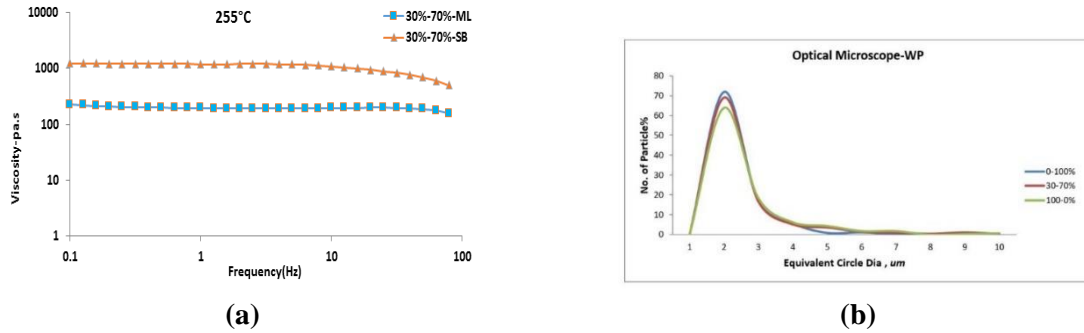 255°C
30%-70%-ML
30%-70%-SB
Viscosity-pa.s
10000
1000
100
10
1
0.1 1 10 100
Frequency(Hz)
(a)
Optical Microscope-WP
No. of Particle%
80
70
60
50
40
30
20
10
0
1 2 3 4 5 6 7 8 9 10
Equivalent Circle Dia , um
0-100%
30-70%
100-0%
(b)